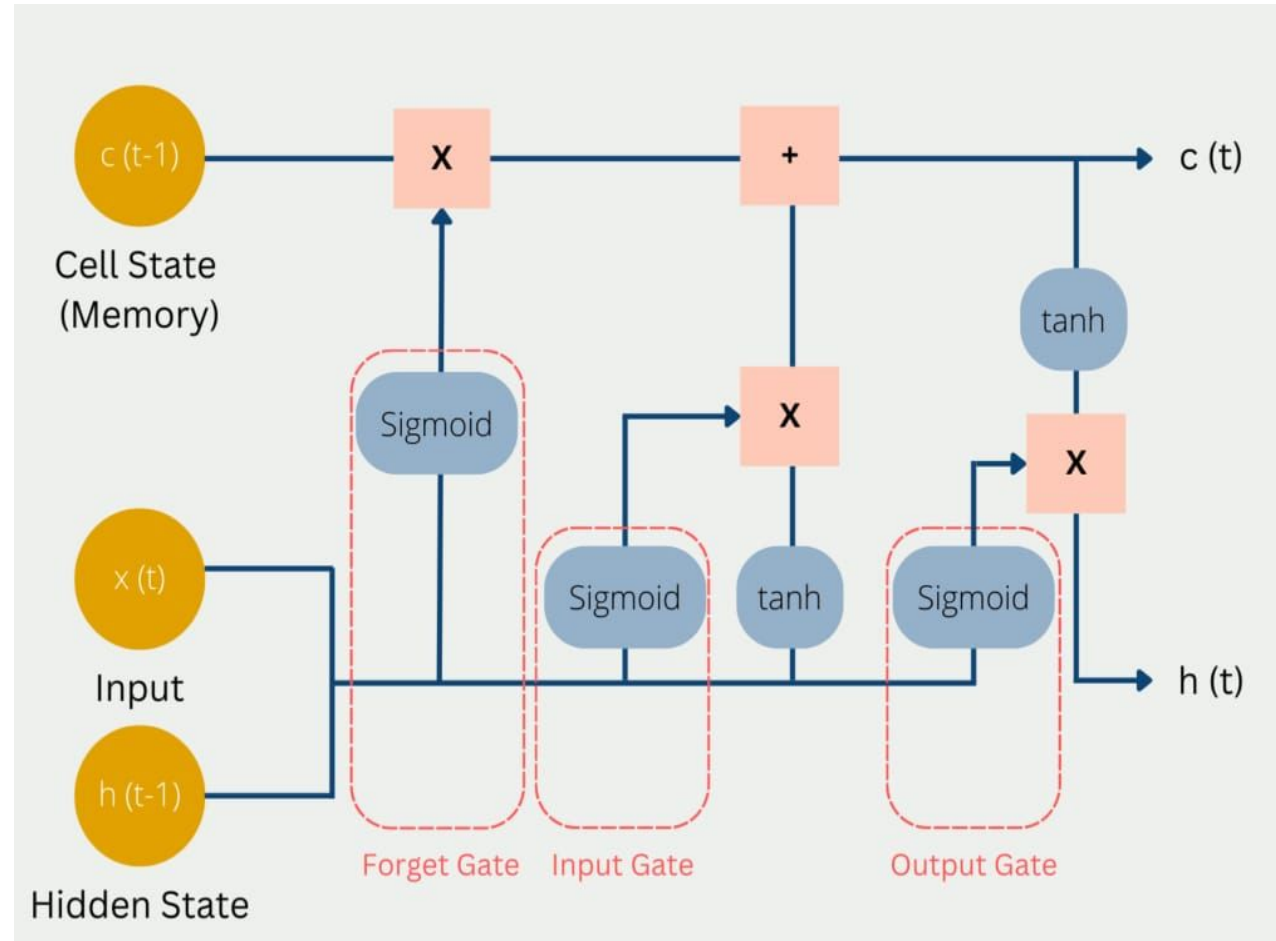 c (t-1)
X
+
c (t)
Cell State
(Memory)
tanh
Sigmoid
X
X
x (t)
Sigmoid
tanh
Sigmoid
Input
h (t)
h (t-1)
Forget Gate
Input Gate
Output Gate
Hidden State